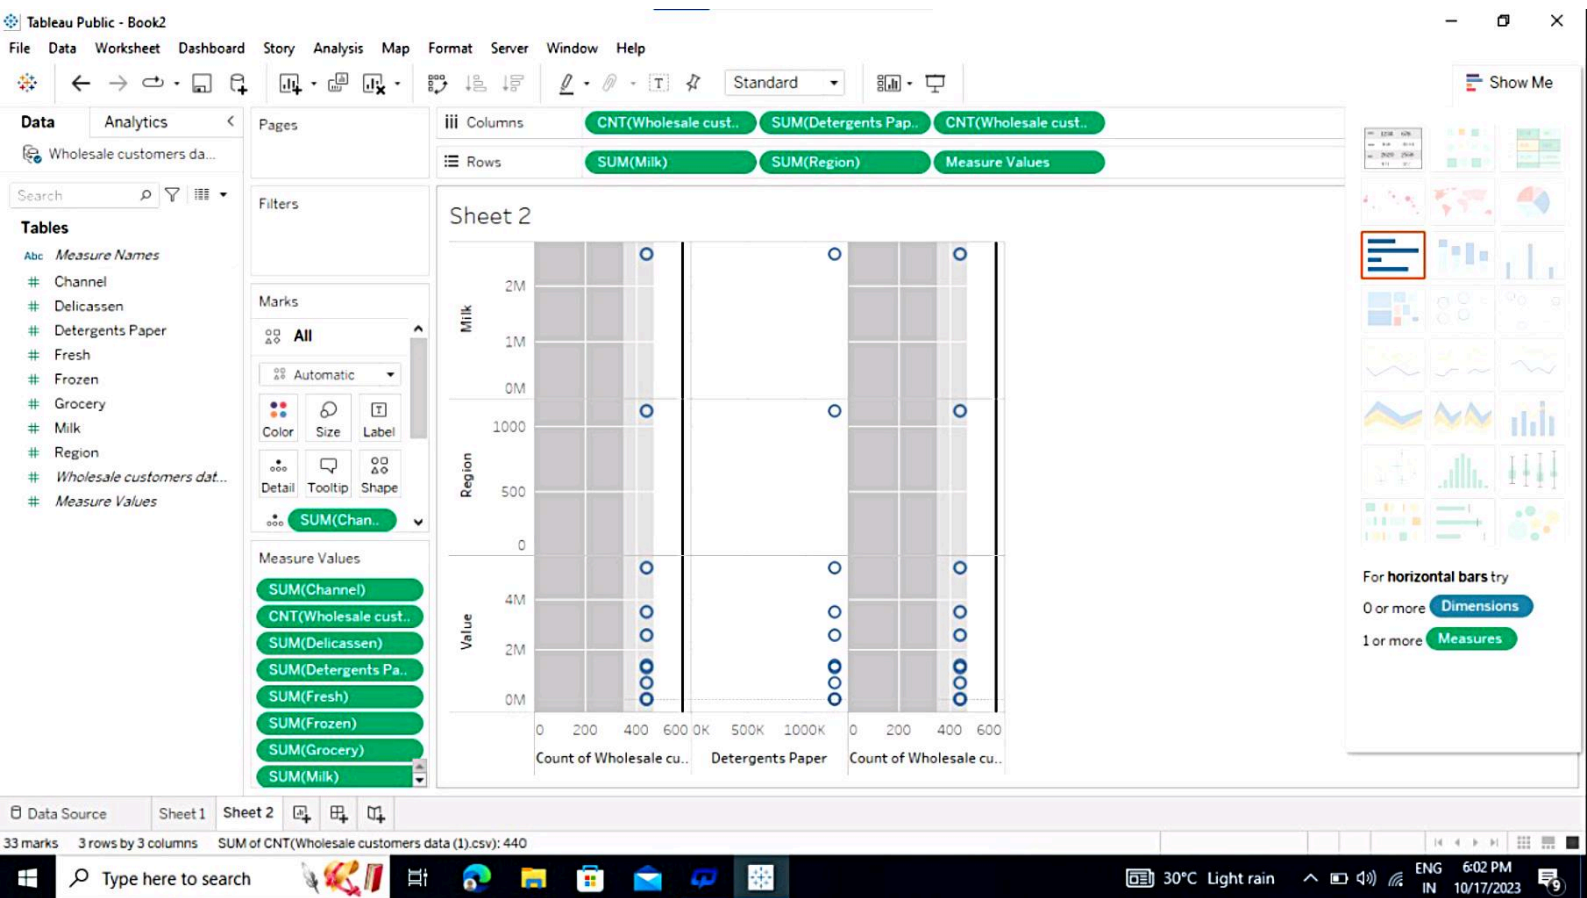 Tableau Public - Book2
File Data Worksheet Dashboard Story Analysis Map Format Server Window Help
Standard
Show Me
Data Analytics
Pages
Columns CNT(Wholesale cust.. SUM(Detergents Pap.. CNT(Wholesale cust..
Wholesale customers da...
Rows SUM(Milk) SUM(Region) Measure Values
Search
Filters
Sheet 2
Tables
Abc Measure Names
# Channel
# Delicassen
# Detergents Paper
# Fresh
# Frozen
# Grocery
# Milk
# Region
# Wholesale customers dat...
# Measure Values
Marks
All
Automatic
Color Size Label
Detail Tooltip Shape
SUM(Chan..
Measure Values
SUM(Channel)
CNT(Wholesale cust..
SUM(Delicassen)
SUM(Detergents Pa..
SUM(Fresh)
SUM(Frozen)
SUM(Grocery)
SUM(Milk)
Milk
2M
1M
0M
Region
1000
500
0
Value
4M
2M
0M
0 200 400 600 0K 500K 1000K 0 200 400 600
Count of Wholesale cu.. Detergents Paper Count of Wholesale cu..
For horizontal bars try
0 or more Dimensions
1 or more Measures
Data Source Sheet 1 Sheet 2
33 marks 3 rows by 3 columns SUM of CNT(Wholesale customers data (1).csv): 440
Type here to search
30°C Light rain
ENG
IN
6:02 PM
10/17/2023
9